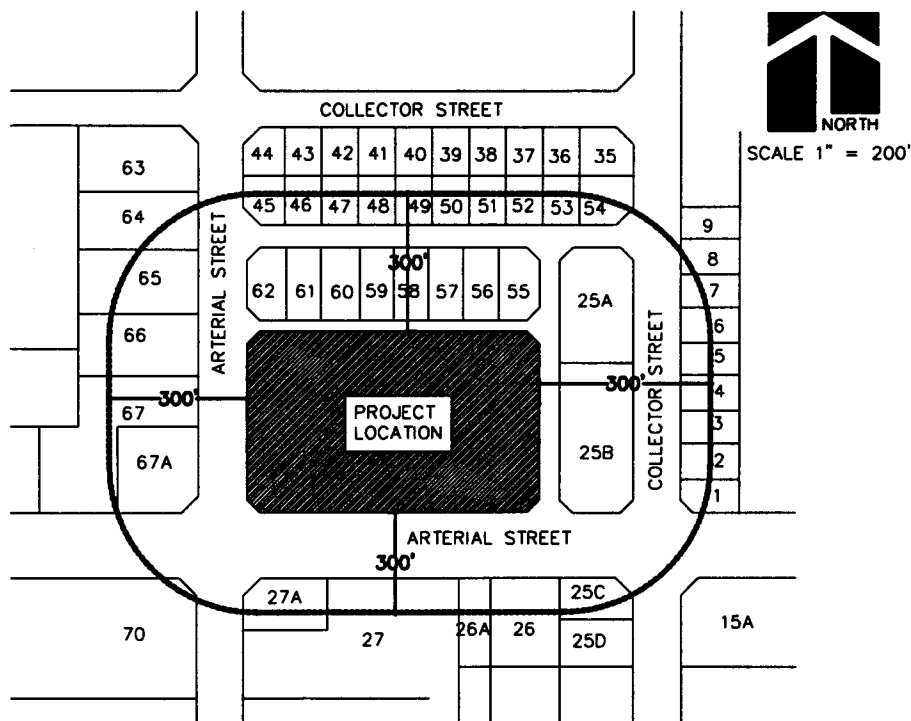 NORTH
SCALE 1" = 200'
COLLECTOR STREET
44 43 42 41 40 39 38 37 36 35
63
45 46 47 48 49 50 51 52 53 54
64
9
8
65
ARTERIAL STREET
300'
62 61 60 59 58 57 56 55
25A
7
66
6
COLLECTOR STREET
5
300'
4
67
300'
PROJECT
LOCATION
3
67A
25B
2
1
ARTERIAL STREET
300'
27A
25C
70
27
26A
26
25D
15A